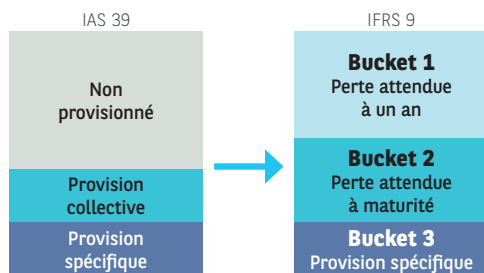 IAS 39
Non
provisionné
Provision
collective
Provision
spécifique
IFRS 9
Bucket 1
Perte attendue
à un an
Bucket 2
Perte attendue
à maturité
Bucket 3
Provision spécifique